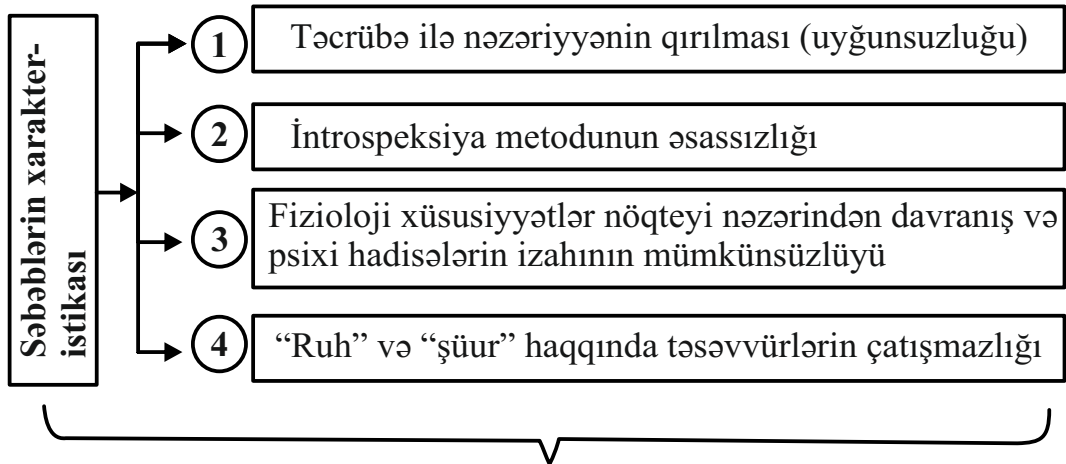 Səbəblərin xarakter-
istikası
1
Təcrübə ilə nəzəriyyənin qırılması (uyğunsuzluğu)
2
İntrospeksiya metodunun əsassızlığı
3
Fizioloji xüsusiyyətlər nöqteyi nəzərindən davranış və
psixi hadisələrin izahının mümkünsüzlüyü
4
“Ruh” və “şüur” haqqında təsəvvürlərin çatışmazlığı